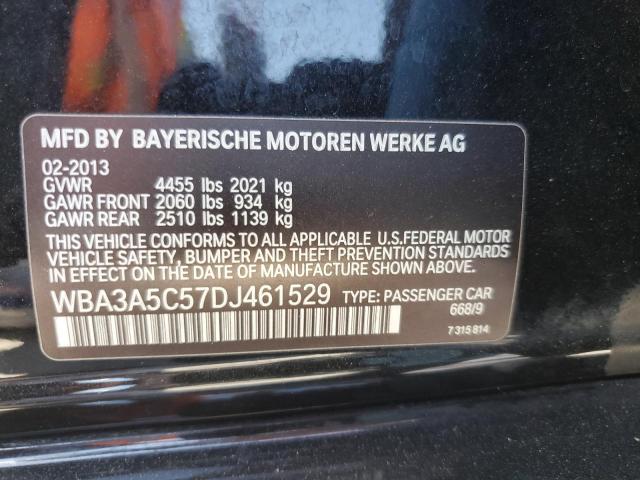 MFD BY BAYERISCHE MOTOREN WERKE AG
02-2013
GVWR 4455 lbs 2021 kg
GAWR FRONT 2060 lbs 934 kg
GAWR REAR 2510 lbs 1139 kg
THIS VEHICLE CONFORMS TO ALL APPLICABLE U.S.FEDERAL MOTOR
VEHICLE SAFETY, BUMPER AND THEFT PREVENTION STANDARDS
IN EFFECT ON THE DATE OF MANUFACTURE SHOWN ABOVE.
WBA3A5C57DJ461529 TYPE: PASSENGER CAR
668/9
7 315 814